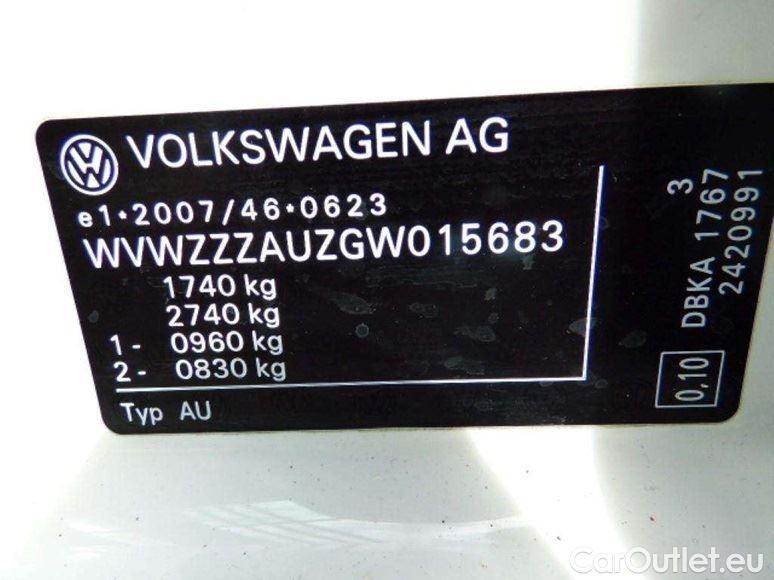 VOLKSWAGEN AG
e1*2007/46*0623
WVWZZZAUZGW015683
1740 kg
2740 kg
1 - 0960 kg
2 - 0830 kg
Typ AU
3
DBKA 1767
2420991
0,10
CarOutlet.eu